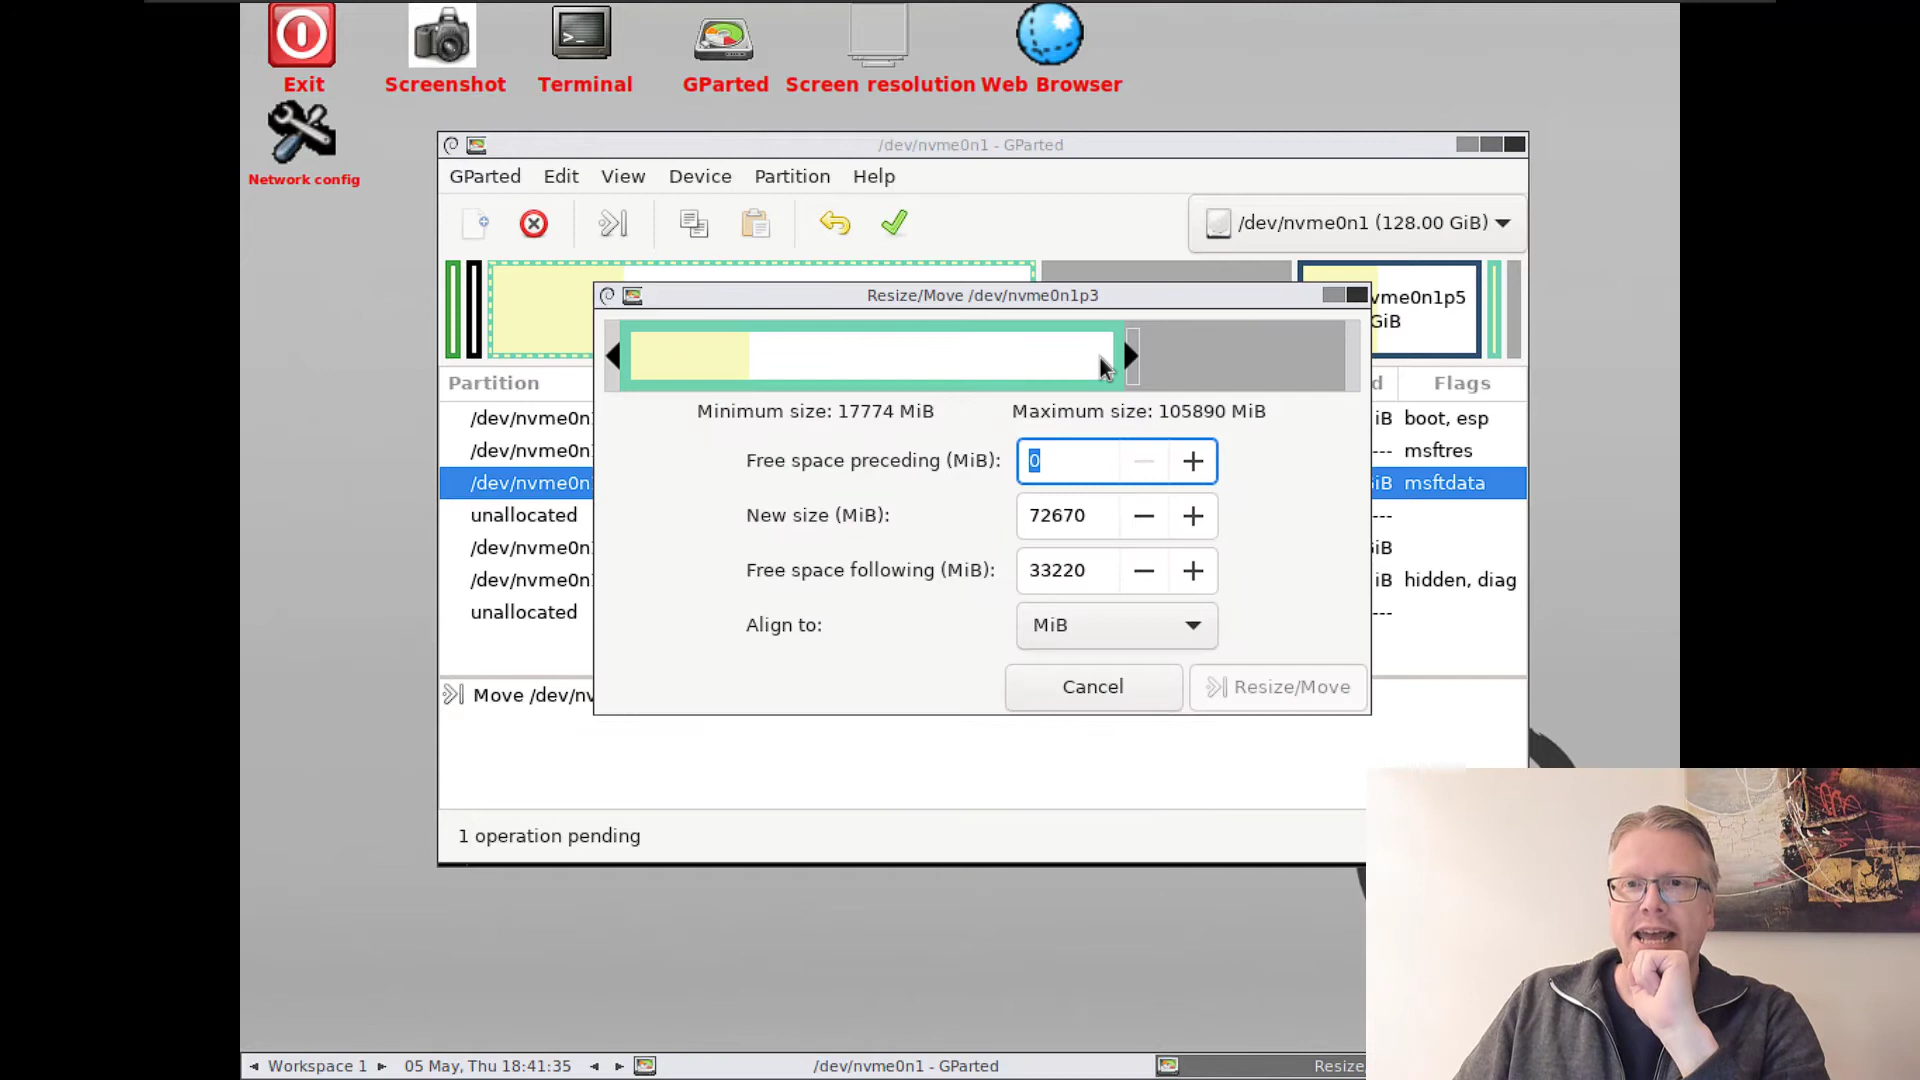 Exit
Screenshot
Terminal
GParted
Screen resolution
Web Browser
Network config
/dev/nvme0n1 - GParted
GParted Edit View Device Partition Help
/dev/nvme0n1 (128.00 GiB)
Resize/Move /dev/nvme0n1p3
vme0n1p5
GiB
Partition
d
Flags
Minimum size: 17774 MiB
Maximum size: 105890 MiB
/dev/nvme0n
iB
boot, esp
/dev/nvme0n
---
msftres
/dev/nvme0n
iB
msftdata
unallocated
---
/dev/nvme0n
iB
/dev/nvme0n
iB
hidden, diag
unallocated
---
Free space preceding (MiB): 0
New size (MiB): 72670
Free space following (MiB): 33220
Align to: MiB
Cancel
Resize/Move
Move /dev/nv
1 operation pending
Workspace 1
05 May, Thu 18:41:35
/dev/nvme0n1 - GParted
Resize/